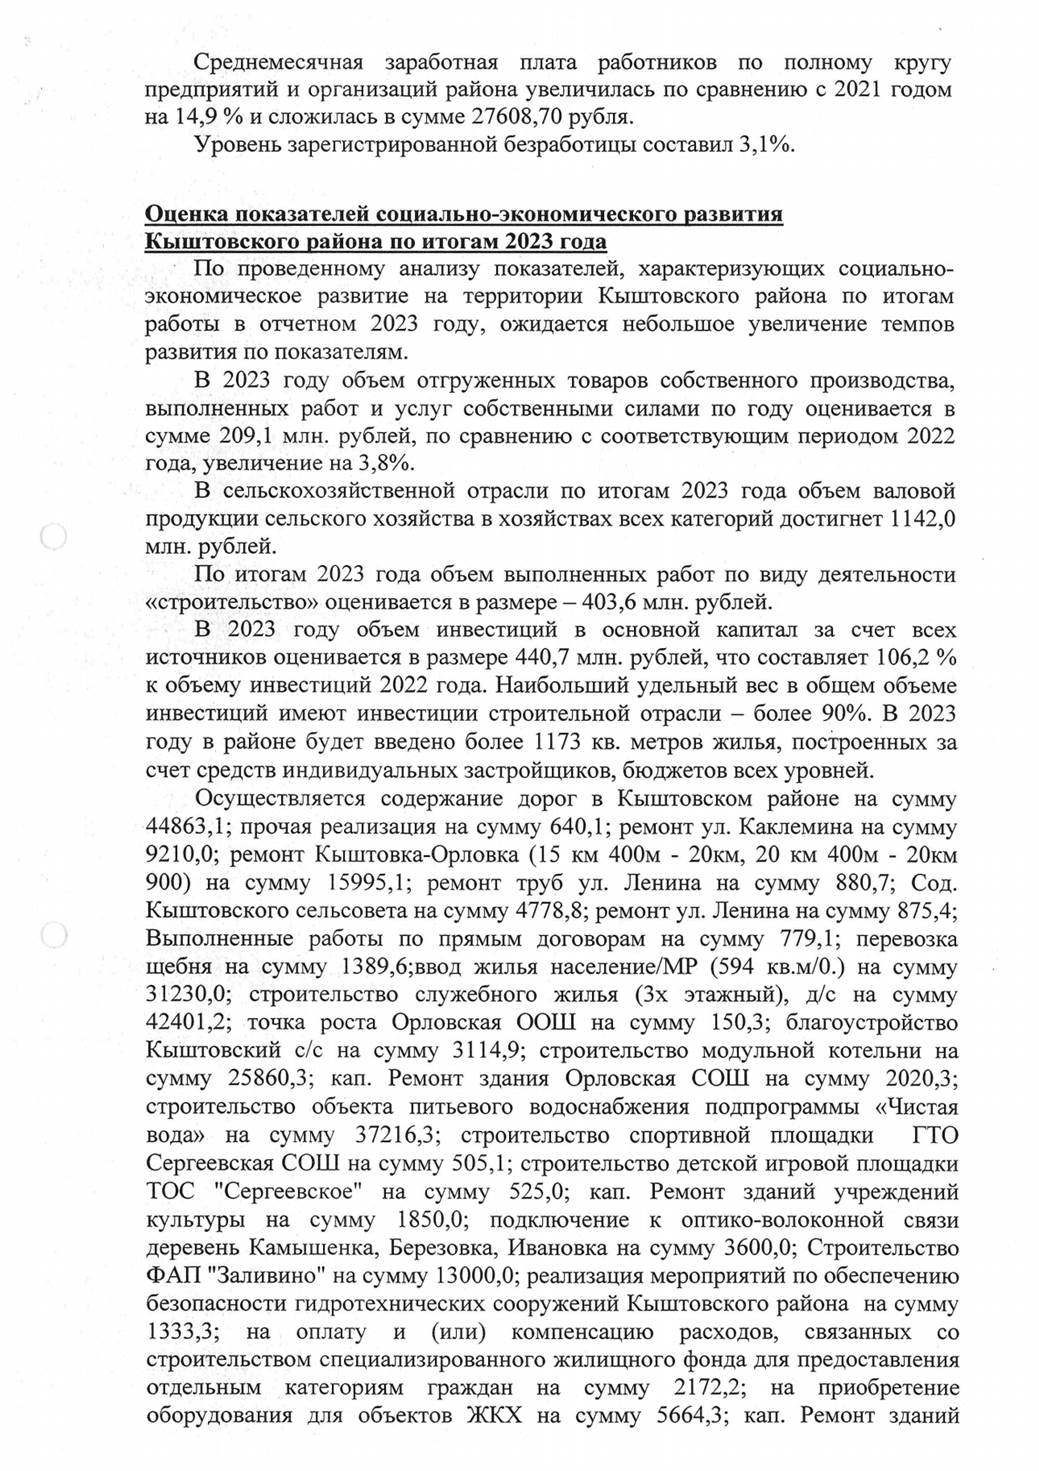 Среднемесячная заработная плата работников по полному кругу
предприятий и организаций района увеличилась по сравнению с 2021 годом
на 14,9 % и сложилась в сумме 27608,70 рубля.
Уровень зарегистрированной безработицы составил 3,1%.
Оценка показателей социально-экономического развития
Кыштовского района по итогам 2023 года
По проведенному анализу показателей, характеризующих социально-
экономическое развитие на территории Кыштовского района по итогам
работы в отчетном 2023 году, ожидается небольшое увеличение темпов
развития по показателям.
В 2023 году объем отгруженных товаров собственного производства,
выполненных работ и услуг собственными силами по году оценивается в
сумме 209,1 млн. рублей, по сравнению с соответствующим периодом 2022
года, увеличение на 3,8%.
В сельскохозяйственной отрасли по итогам 2023 года объем валовой
продукции сельского хозяйства в хозяйствах всех категорий достигнет 1142,0
млн. рублей.
По итогам 2023 года объем выполненных работ по виду деятельности
«строительство» оценивается в размере – 403,6 млн. рублей.
В 2023 году объем инвестиций в основной капитал за счет всех
источников оценивается в размере 440,7 млн. рублей, что составляет 106,2 %
к объему инвестиций 2022 года. Наибольший удельный вес в общем объеме
инвестиций имеют инвестиции строительной отрасли – более 90%. В 2023
году в районе будет введено более 1173 кв. метров жилья, построенных за
счет средств индивидуальных застройщиков, бюджетов всех уровней.
Осуществляется содержание дорог в Кыштовском районе на сумму
44863,1; прочая реализация на сумму 640,1; ремонт ул. Каклемина на сумму
9210,0; ремонт Кыштовка-Орловка (15 км 400м - 20км, 20 км 400м - 20км
900) на сумму 15995,1; ремонт труб ул. Ленина на сумму 880,7; Сод.
Кыштовского сельсовета на сумму 4778,8; ремонт ул. Ленина на сумму 875,4;
Выполненные работы по прямым договорам на сумму 779,1; перевозка
щебня на сумму 1389,6;ввод жилья население/МР (594 кв.м/0.) на сумму
31230,0; строительство служебного жилья (3х этажный), д/с на сумму
42401,2; точка роста Орловская ООШ на сумму 150,3; благоустройство
Кыштовский с/с на сумму 3114,9; строительство модульной котельни на
сумму 25860,3; кап. Ремонт здания Орловская СОШ на сумму 2020,3;
строительство объекта питьевого водоснабжения подпрограммы «Чистая
вода» на сумму 37216,3; строительство спортивной площадки ГТО
Сергеевская СОШ на сумму 505,1; строительство детской игровой площадки
ТОС "Сергеевское" на сумму 525,0; кап. Ремонт зданий учреждений
культуры на сумму 1850,0; подключение к оптико-волоконной связи
деревень Камышенка, Березовка, Ивановка на сумму 3600,0; Строительство
ФАП "Заливино" на сумму 13000,0; реализация мероприятий по обеспечению
безопасности гидротехнических сооружений Кыштовского района на сумму
1333,3; на оплату и (или) компенсацию расходов, связанных со
строительством специализированного жилищного фонда для предоставления
отдельным категориям граждан на сумму 2172,2; на приобретение
оборудования для объектов ЖКХ на сумму 5664,3; кап. Ремонт зданий